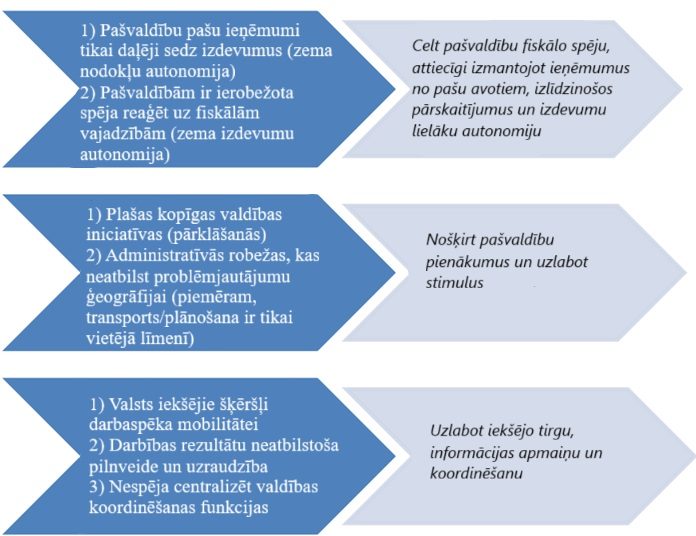 1) Pašvaldību pašu ieņēmumi
tikai daļēji sedz izdevumus (zema
nodokļu autonomija)
2) Pašvaldībām ir ierobežota
spēja reaģēt uz fiskālām
vajadzībām (zema izdevumu
autonomija)
Celt pašvaldību fiskālo spēju,
attiecīgi izmantojot ieņēmumus
no pašu avotiem, izlīdzinošos
pārskaitījumus un izdevumu
lielāku autonomiju
1) Plašas kopīgas valdības
iniciatīvas (pārklāšanās)
2) Administratīvās robežas, kas
neatbilst problēmjautājumu
ģeogrāfijai (piemēram,
transports/plānošana ir tikai
vietējā līmenī)
Nošķirt pašvaldību
pienākumus un uzlabot
stimulus
1) Valsts iekšējie šķēršļi
darbaspēka mobilitātei
2) Darbības rezultātu neatbilstoša
pilnveide un uzraudzība
3) Nespēja centralizēt valdības
koordinēšanas funkcijas
Uzlabot iekšējo tirgu,
informācijas apmaiņu un
koordinēšanu